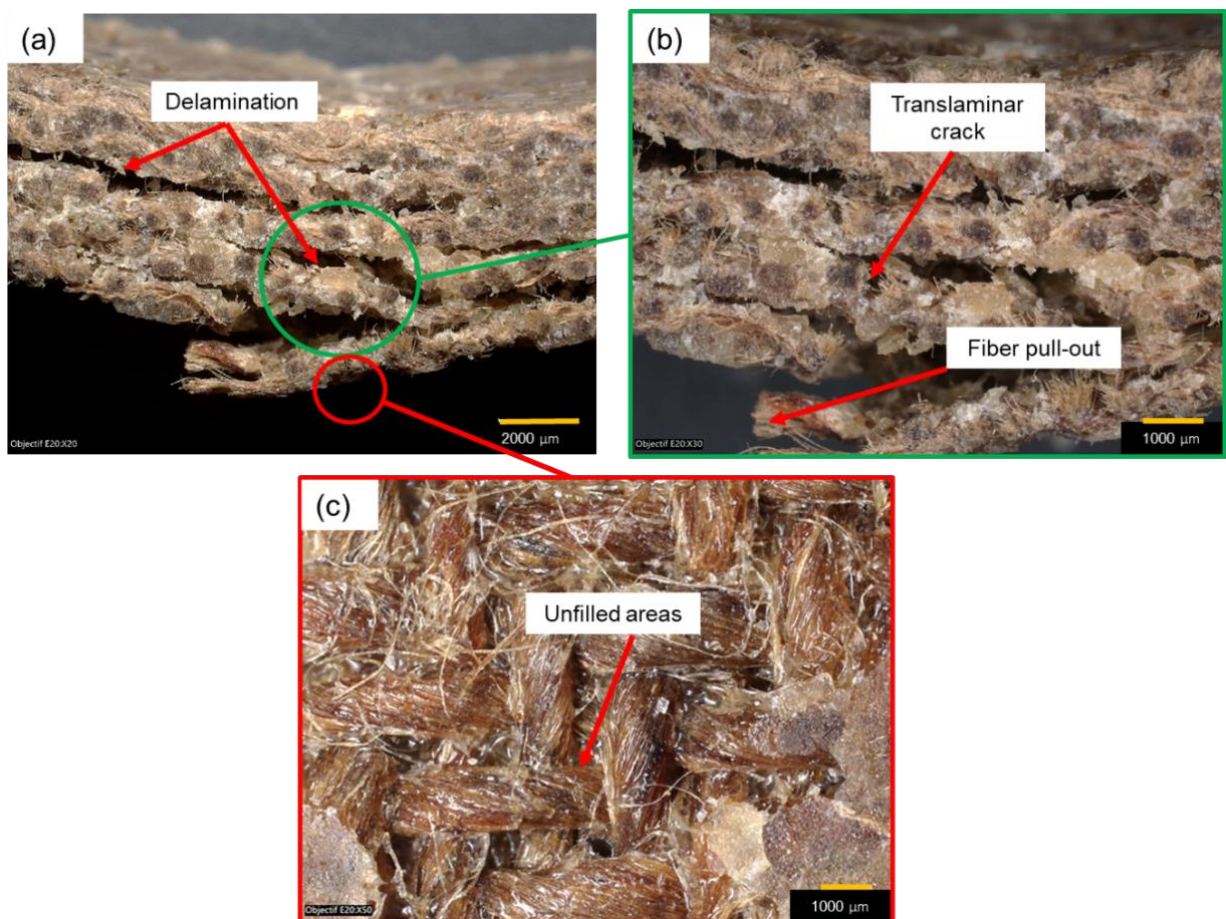 (a)
Delamination
Objectif E20:X20
2000 µm
(b)
Translaminar
crack
Fiber pull-out
Objectif E20:X30
1000 µm
(c)
Unfilled areas
Objectif E20:X50
1000 µm